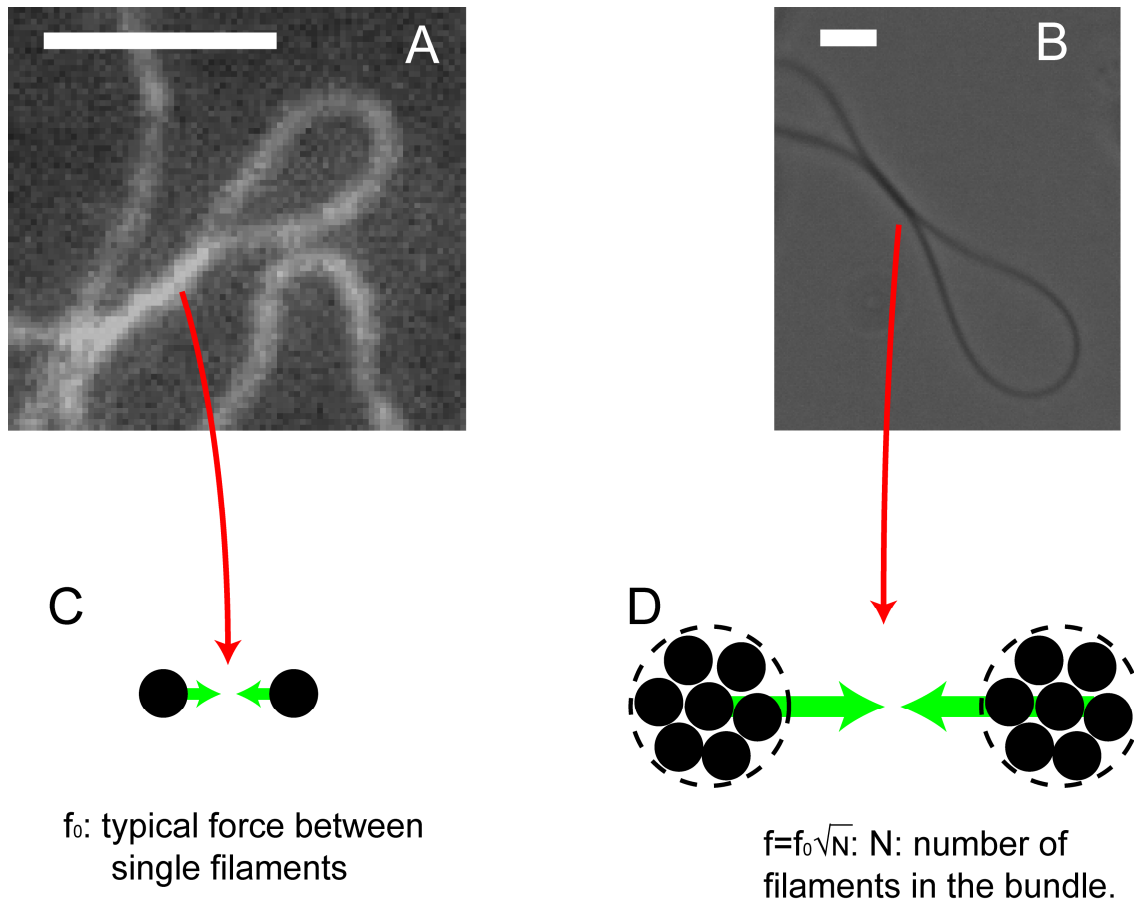 A
B
C
D
f₀: typical force between
single filaments
f=f₀√N: N: number of
filaments in the bundle.